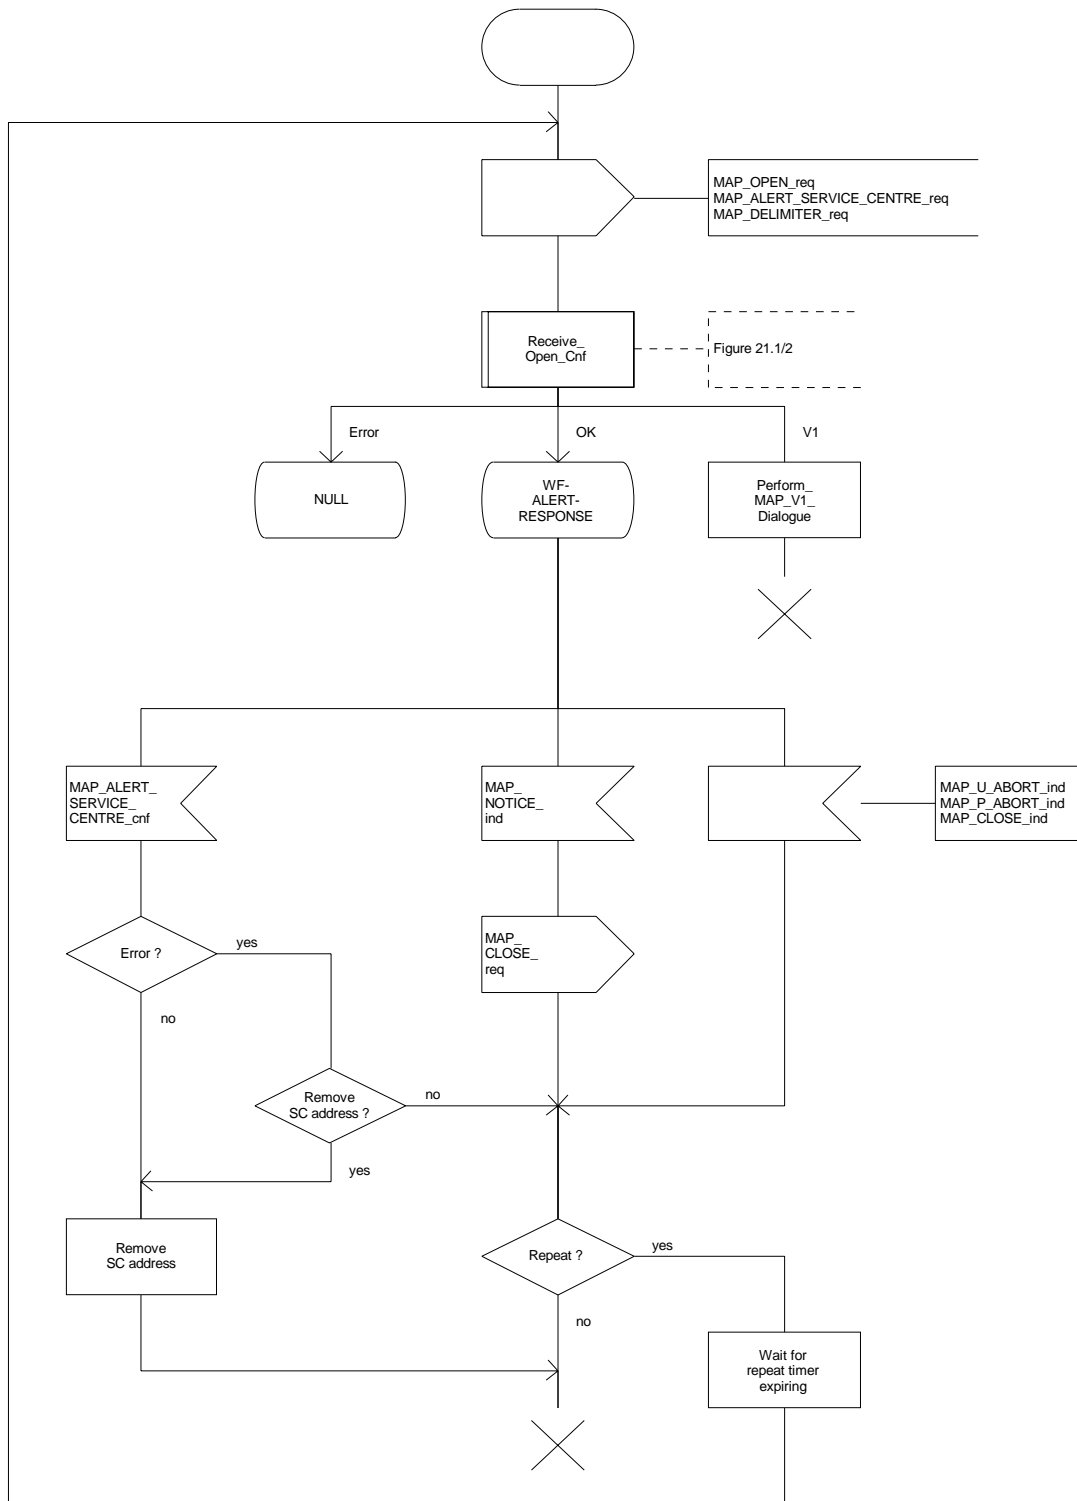 MAP_OPEN_req
MAP_ALERT_SERVICE_CENTRE_req
MAP_DELIMITER_req
Receive_
Open_Cnf
Figure 21.1/2
Error
OK
V1
NULL
WF-
ALERT-
RESPONSE
Perform_
MAP_V1_
Dialogue
MAP_ALERT_
SERVICE_
CENTRE_cnf
MAP_
NOTICE_
ind
MAP_U_ABORT_ind
MAP_P_ABORT_ind
MAP_CLOSE_ind
Error ?
yes
MAP_
CLOSE_
req
no
Remove
SC address ?
no
yes
Remove
SC address
Repeat ?
yes
no
Wait for
repeat timer
expiring